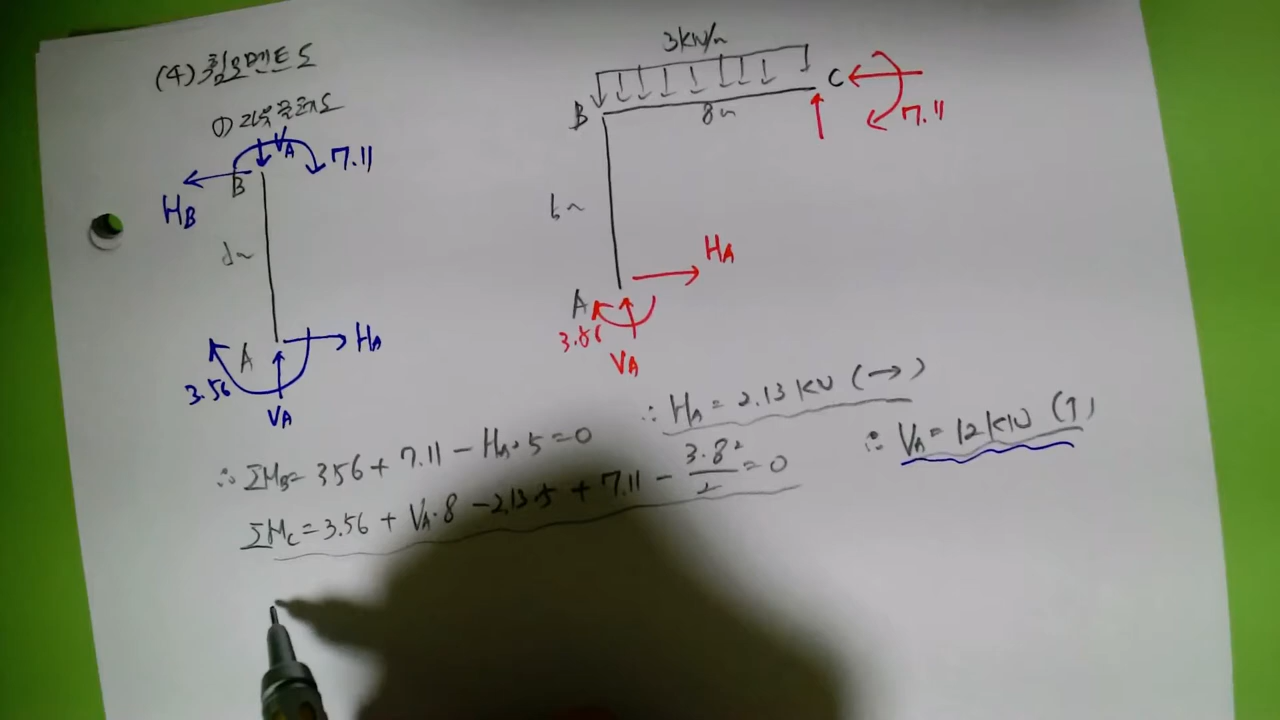 (4) 휨모멘트도
① 자유물체도
VA
7.11
B
HB
A
HA
3.56
VA
3kN/m
B
8m
C
7.11
HA
A
3.56
VA
∴ HA = 2.13 kN (→)
∴ VA = 12 kN (↑)
∴ ΣMB = 3.56 + 7.11 - HA·5 = 0
ΣMC = 3.56 + VA·8 - 2.13·5 + 7.11 - 3·8²/2 = 0